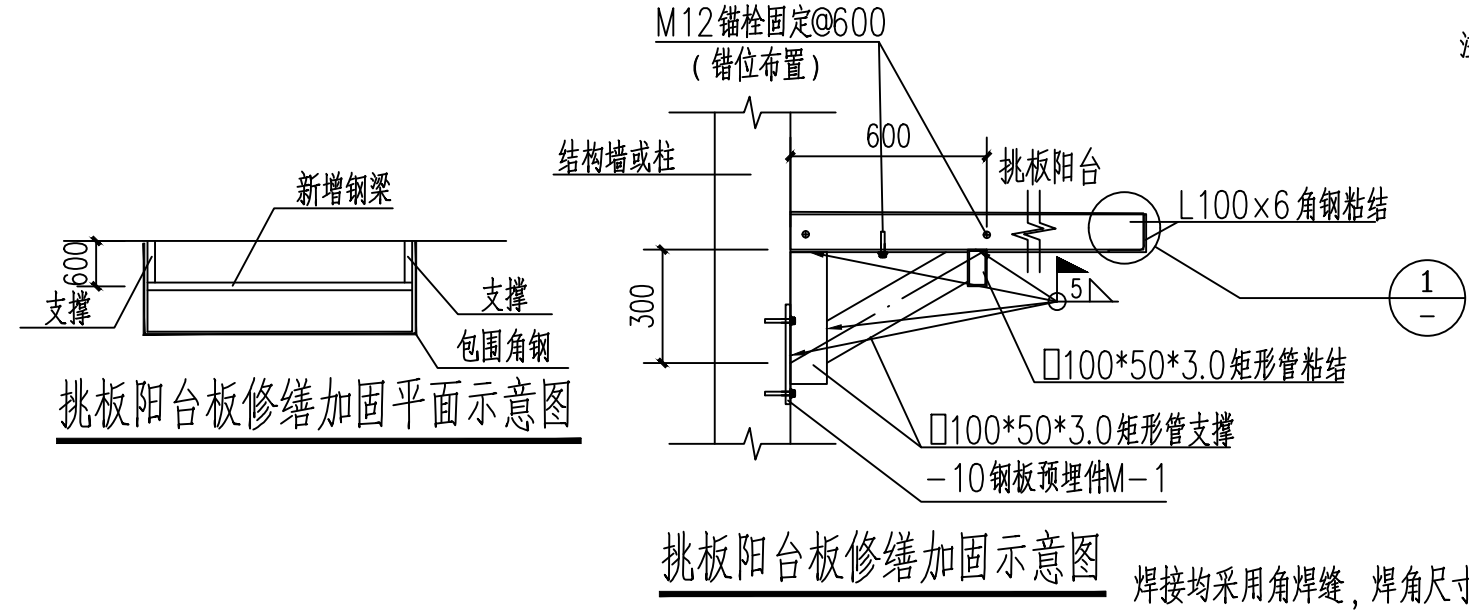 M12锚栓固定@600
(错位布置)
注
结构墙或柱
600
挑板阳台
L100×6角钢粘结
新增钢梁
600
支撑
支撑
包围角钢
300
5
1
–
□100*50*3.0矩形管粘结
□100*50*3.0矩形管支撑
-10钢板预埋件M-1
挑板阳台板修缮加固平面示意图
挑板阳台板修缮加固示意图
焊接均采用角焊缝,焊角尺寸